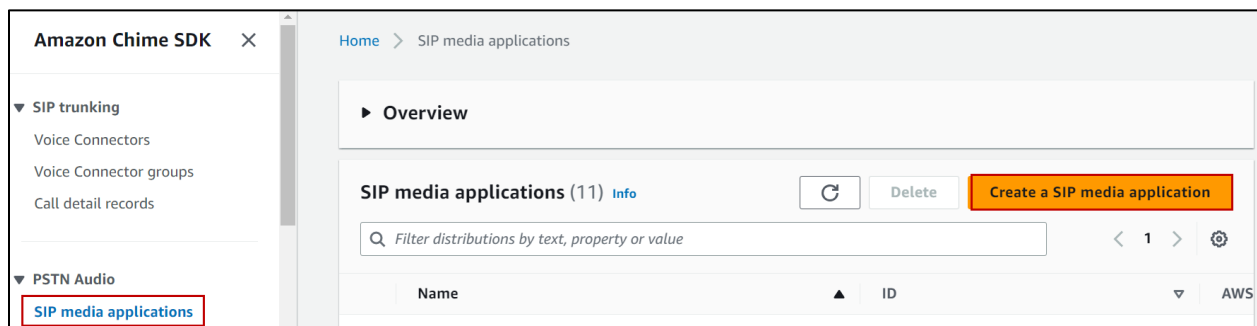 Amazon Chime SDK
SIP trunking
Voice Connectors
Voice Connector groups
Call detail records
PSTN Audio
SIP media applications
Home > SIP media applications
Overview
SIP media applications (11) Info
Delete
Create a SIP media application
Filter distributions by text, property or value
< 1 >
Name ID AWS